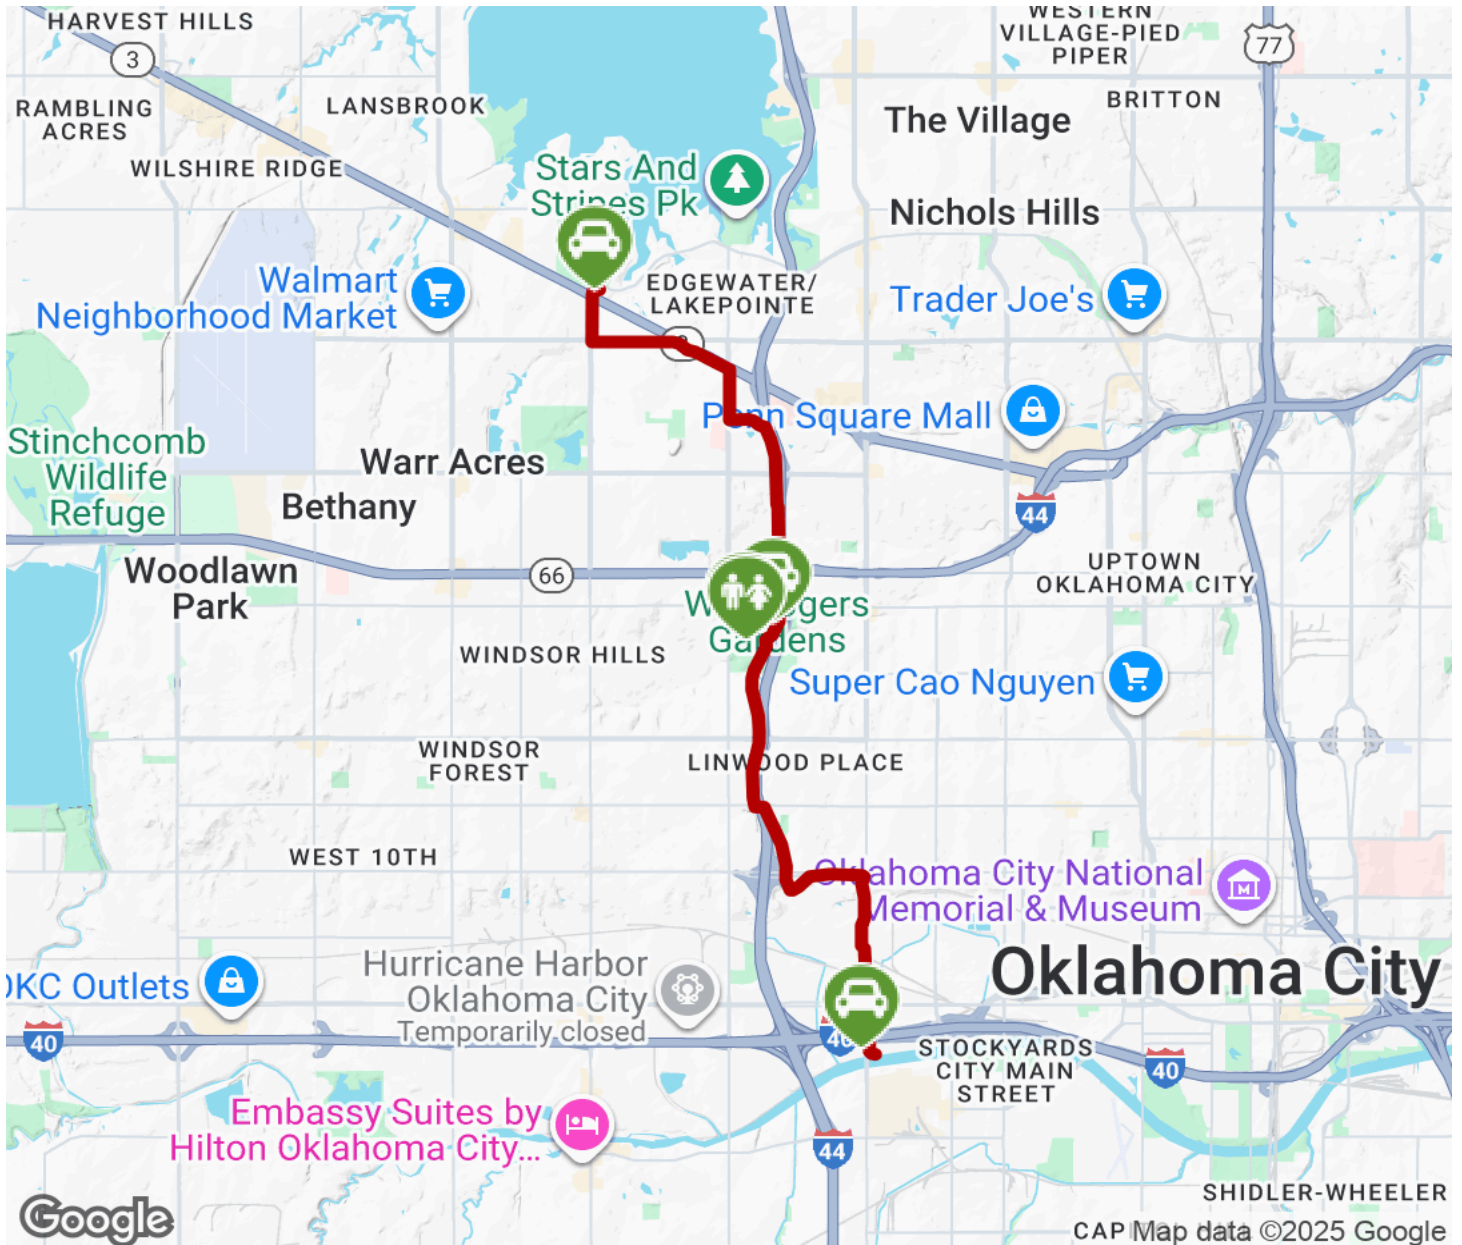 HARVEST HILLS
3
WESTERN
VILLAGE-PIED
PIPER
77
RAMBLING
ACRES
LANSBROOK
The Village
BRITTON
WILSHIRE RIDGE
Stars And
Stripes Pk
Nichols Hills
Walmart
Neighborhood Market
EDGEWATER/
LAKEPOINTE
Trader Joe's
Penn Square Mall
Stinchcomb
Wildlife
Refuge
Warr Acres
Bethany
44
Woodlawn
Park
66
UPTOWN
OKLAHOMA CITY
Gardens
WINDSOR HILLS
Super Cao Nguyen
WINDSOR
FOREST
LINWOOD PLACE
WEST 10TH
Oklahoma City National
Memorial & Museum
M
OKC Outlets
Hurricane Harbor
Oklahoma City
Temporarily closed
Oklahoma City
40
40
STOCKYARDS
CITY MAIN
STREET
40
Embassy Suites by
Hilton Oklahoma City...
44
SHIDLER-WHEELER
Google
CAP
Map data ©2025 Google